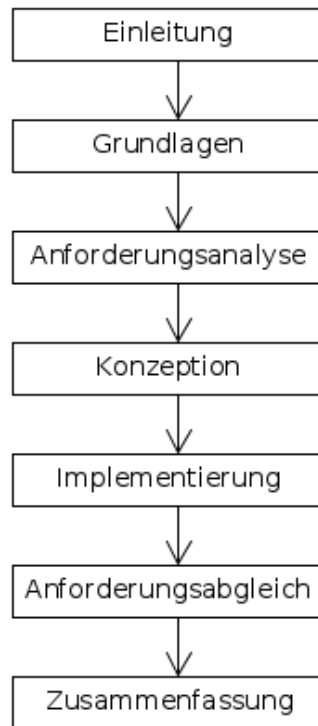 Einleitung
Grundlagen
Anforderungsanalyse
Konzeption
Implementierung
Anforderungsabgleich
Zusammenfassung